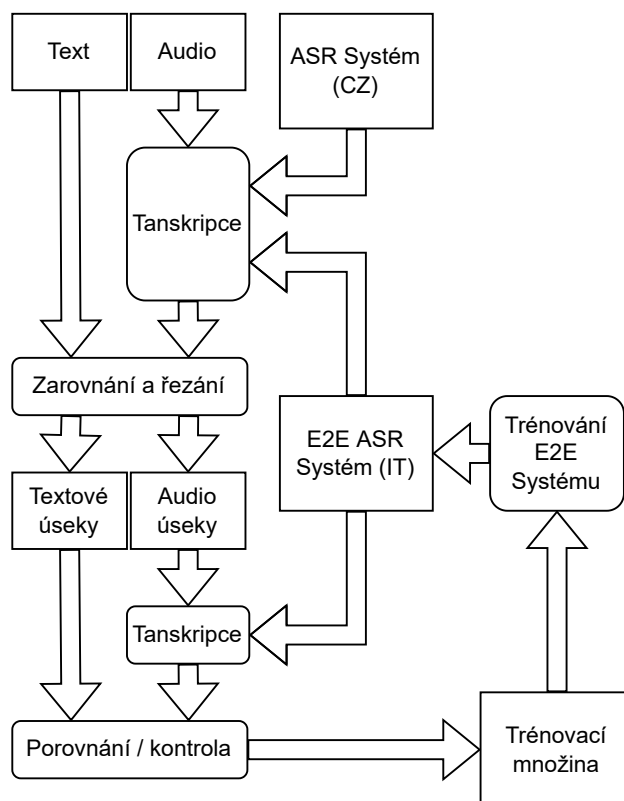 Text
Audio
ASR Systém
(CZ)
Tanskripce
Zarovnání a řezání
E2E ASR
Systém (IT)
Trénování
E2E
Systému
Textové
úseky
Audio
úseky
Tanskripce
Porovnání / kontrola
Trénovací
množina